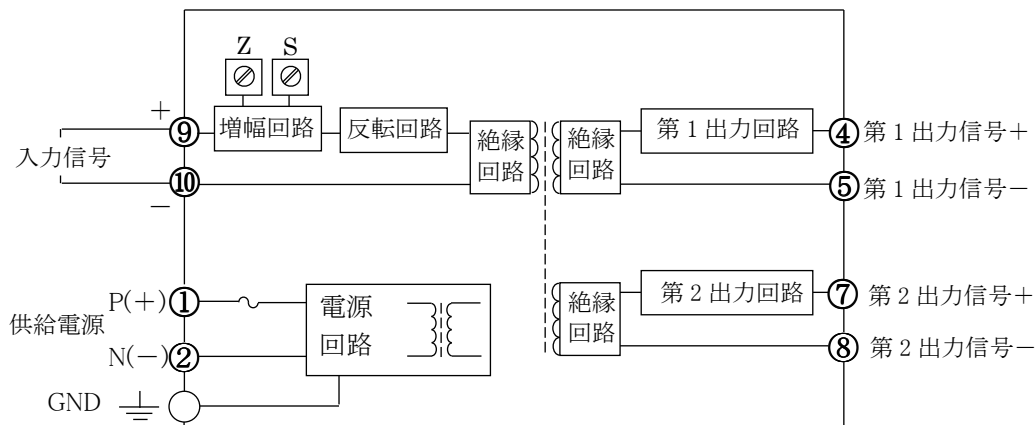 Z S
+
⑨
増幅回路
反転回路
絶縁
回路
絶縁
回路
第1出力回路
④
第1出力信号+
入力信号
⑩
−
⑤
第1出力信号−
P(+)
①
電源
回路
供給電源
N(−)
②
GND
絶縁
回路
第2出力回路
⑦
第2出力信号+
⑧
第2出力信号−